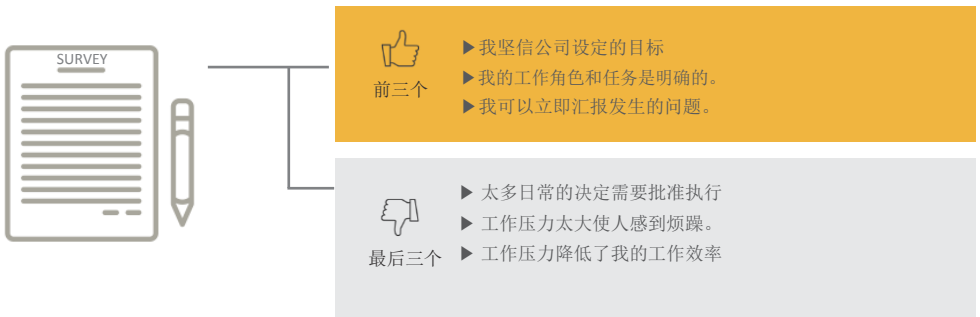 SURVEY
前三个
▶我坚信公司设定的目标
▶我的工作角色和任务是明确的。
▶我可以立即汇报发生的问题。
最后三个
▶ 太多日常的决定需要批准执行
▶ 工作压力太大使人感到烦躁。
▶ 工作压力降低了我的工作效率